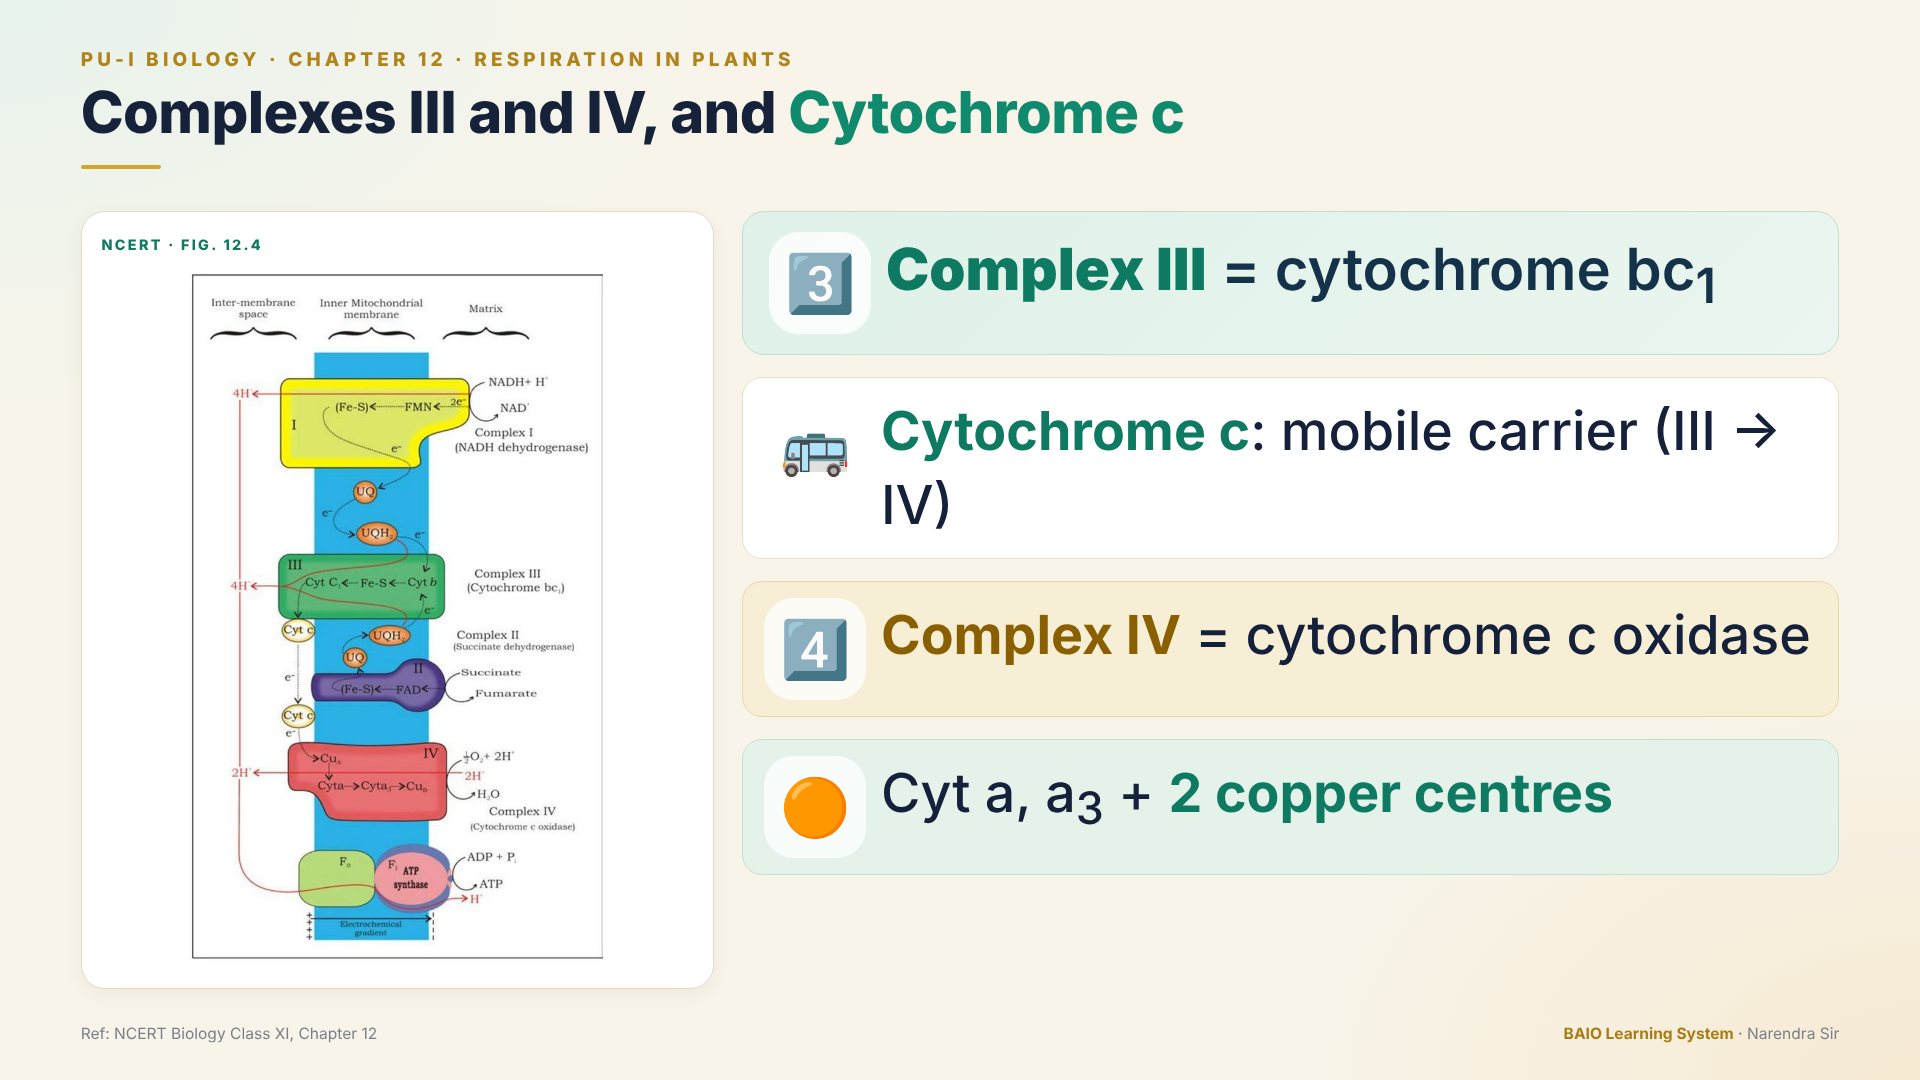 PU-I BIOLOGY · CHAPTER 12 · RESPIRATION IN PLANTS
Complexes III and IV, and Cytochrome c
NCERT · FIG. 12.4
Inter-membrane space
Inner Mitochondrial membrane
Matrix
4H⁺
NADH+ H⁺
(Fe-S) FMN 2e⁻
NAD⁺
I
e⁻
Complex I
(NADH dehydrogenase)
UQ
e⁻
UQH₂ e⁻
III
Complex III
(Cytochrome bc₁)
4H⁺
Cyt C₁ Fe-S Cyt b
e⁻
Cyt c
UQH₂
Complex II
(Succinate dehydrogenase)
UQ
II
Succinate
e⁻
(Fe-S) FAD
Fumarate
Cyt c
e⁻
IV
½O₂+ 2H⁺
Cu_A
2H⁺
2H⁺
Cyta Cyta₃ Cu_B
H₂O
Complex IV
(Cytochrome c oxidase)
F₀
F₁
ATP synthase
ADP + Pᵢ
ATP
H⁺
+ + + +
Electrochemical gradient
3 Complex III = cytochrome bc₁
Cytochrome c: mobile carrier (III →
IV)
4 Complex IV = cytochrome c oxidase
Cyt a, a₃ + 2 copper centres
Ref: NCERT Biology Class XI, Chapter 12
BAIO Learning System · Narendra Sir